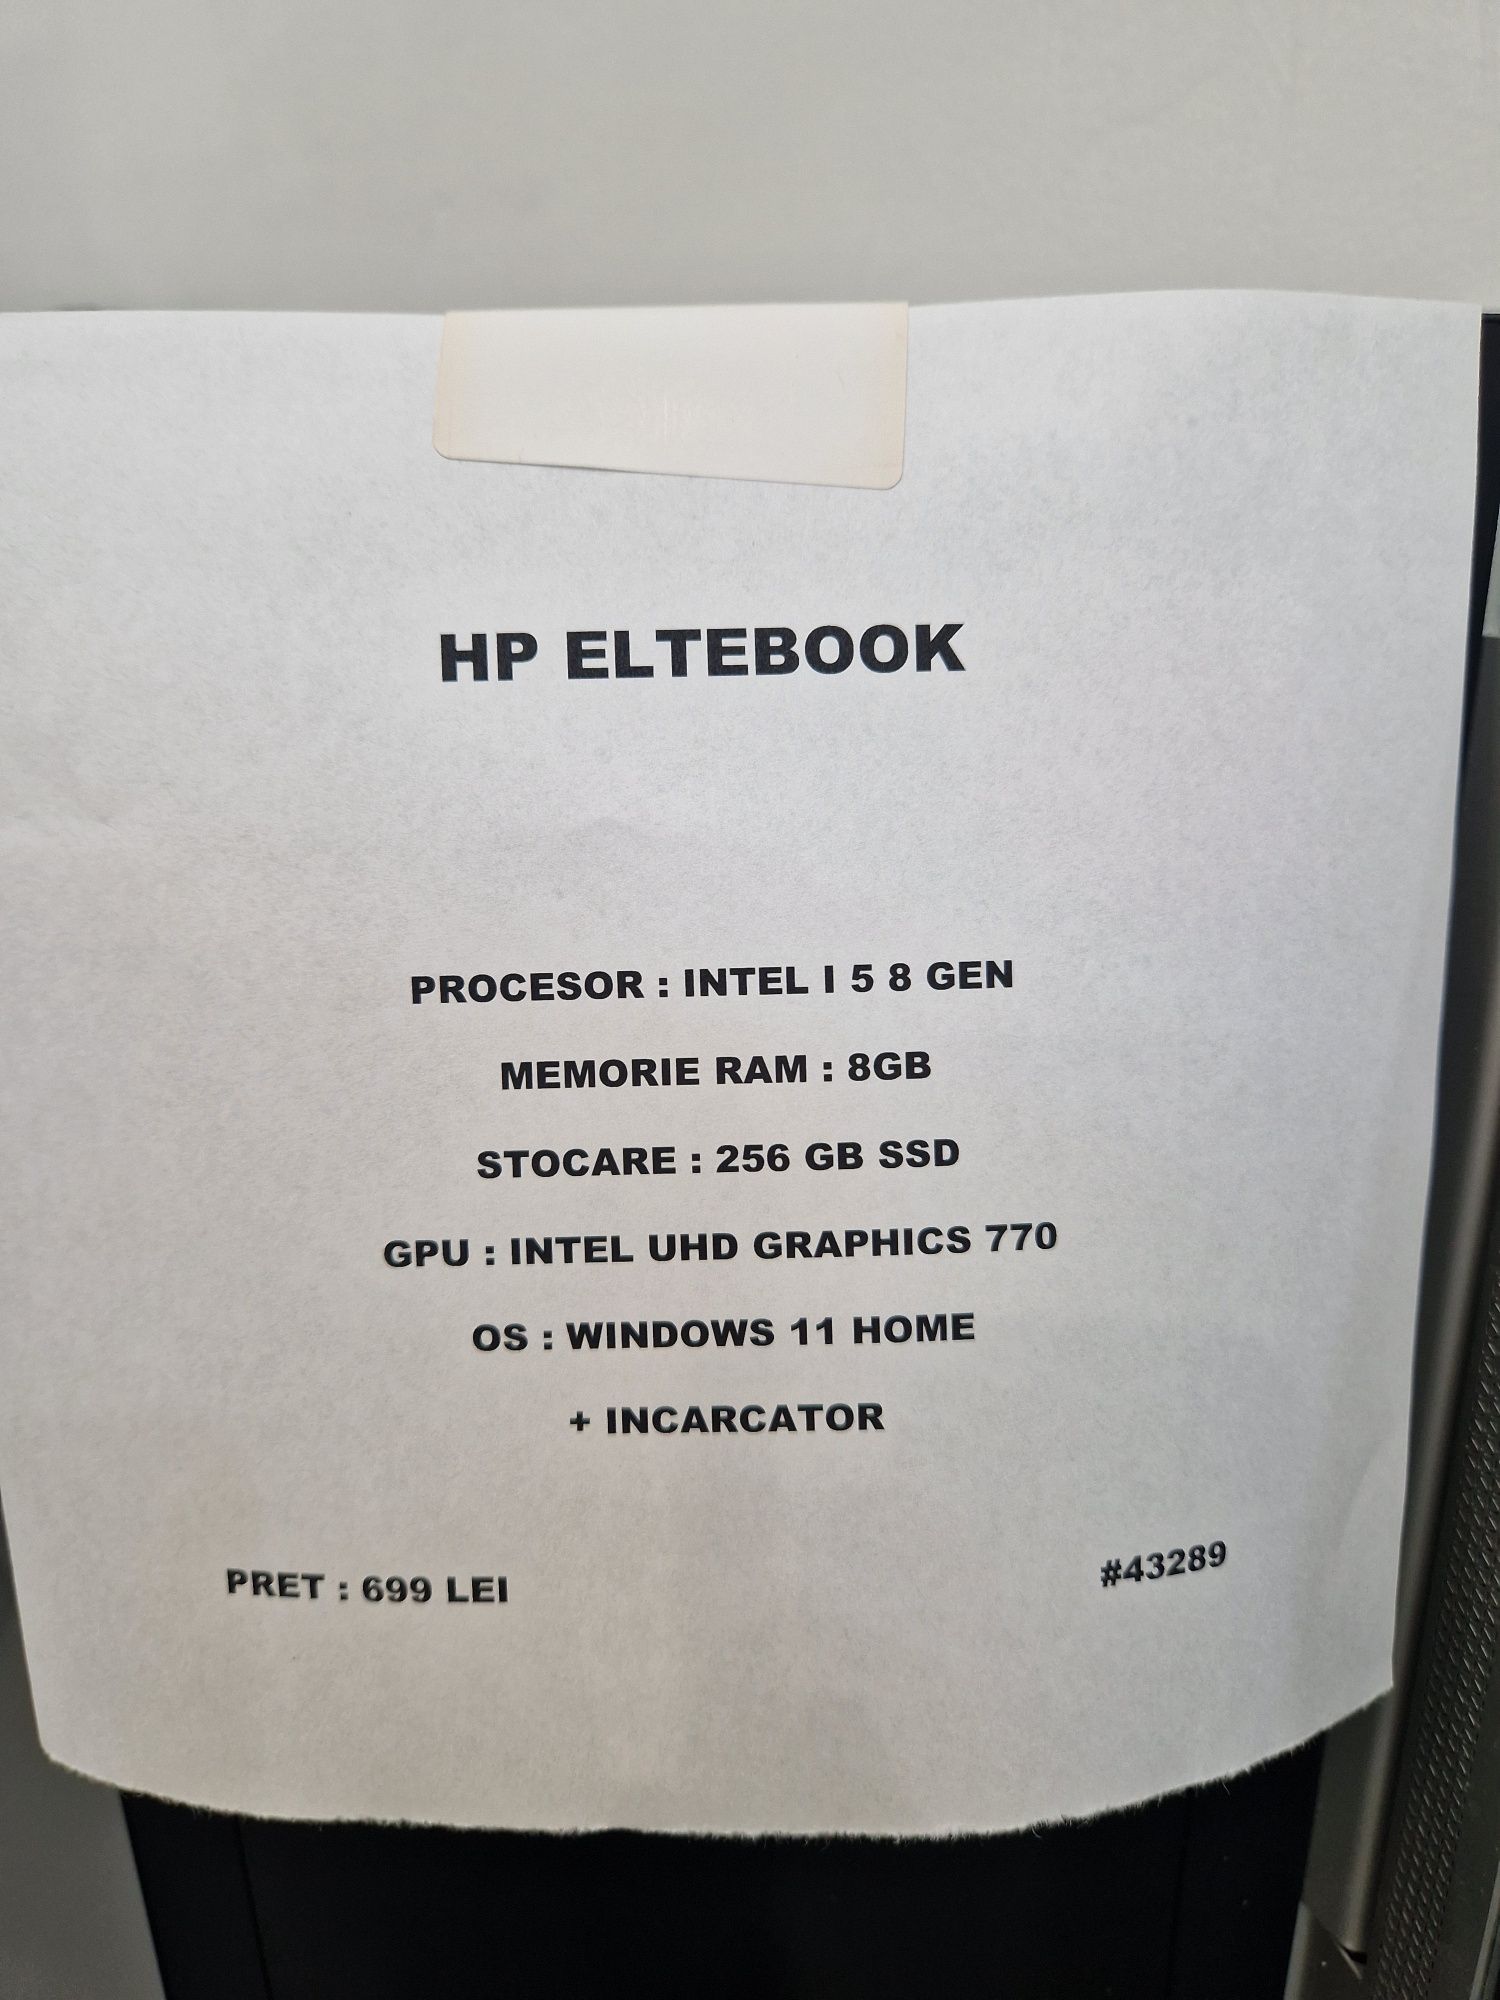 HP ELTEBOOK
PROCESOR : INTEL I 5 8 GEN
MEMORIE RAM : 8GB
STOCARE : 256 GB SSD
GPU : INTEL UHD GRAPHICS 770
OS : WINDOWS 11 HOME
+ INCARCATOR
PRET : 699 LEI
#43289